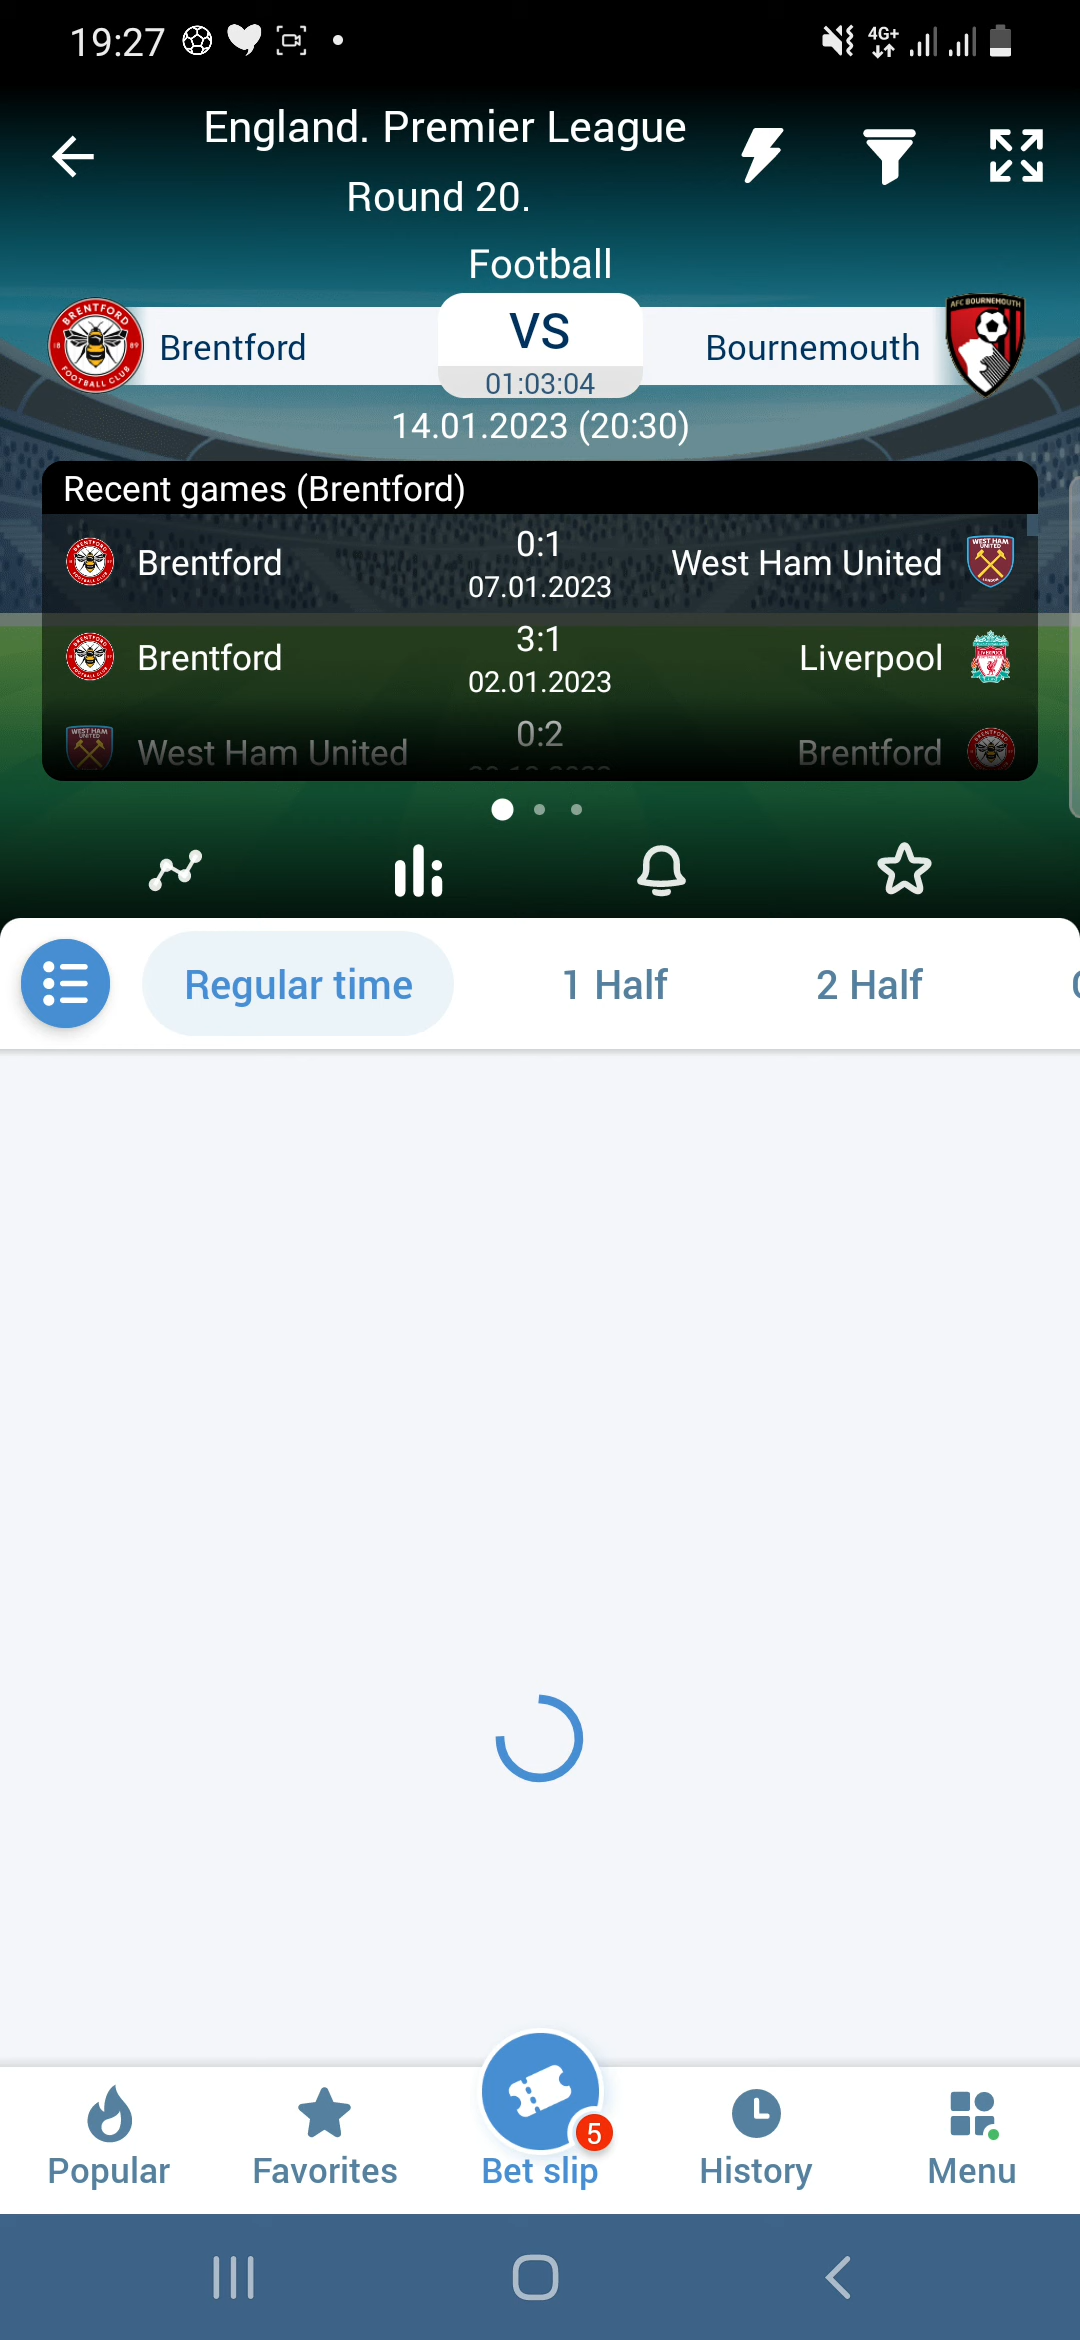 19:27
4G+
England. Premier League
Round 20.
Football
Brentford
VS
Bournemouth
01:03:04
14.01.2023 (20:30)
Recent games (Brentford)
Brentford
0:1
West Ham United
07.01.2023
Brentford
3:1
Liverpool
02.01.2023
West Ham United
0:2
Brentford
Regular time
1 Half
2 Half
5
Popular
Favorites
Bet slip
History
Menu